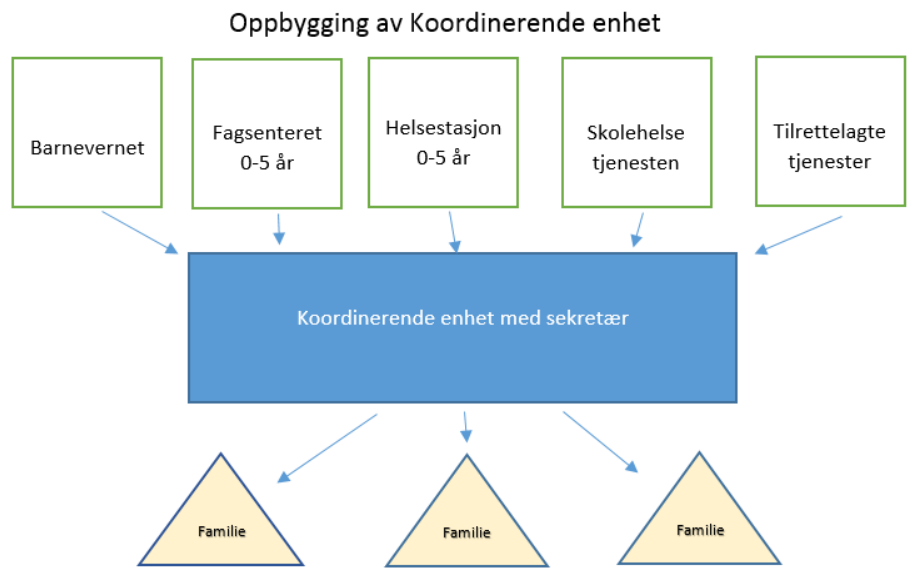 Oppbygging av Koordinerende enhet
Barnevernet
Fagsenteret
0-5 år
Helsestasjon
0-5 år
Skolehelse
tjenesten
Tilrettelagte
tjenester
Koordinerende enhet med sekretær
Familie
Familie
Familie